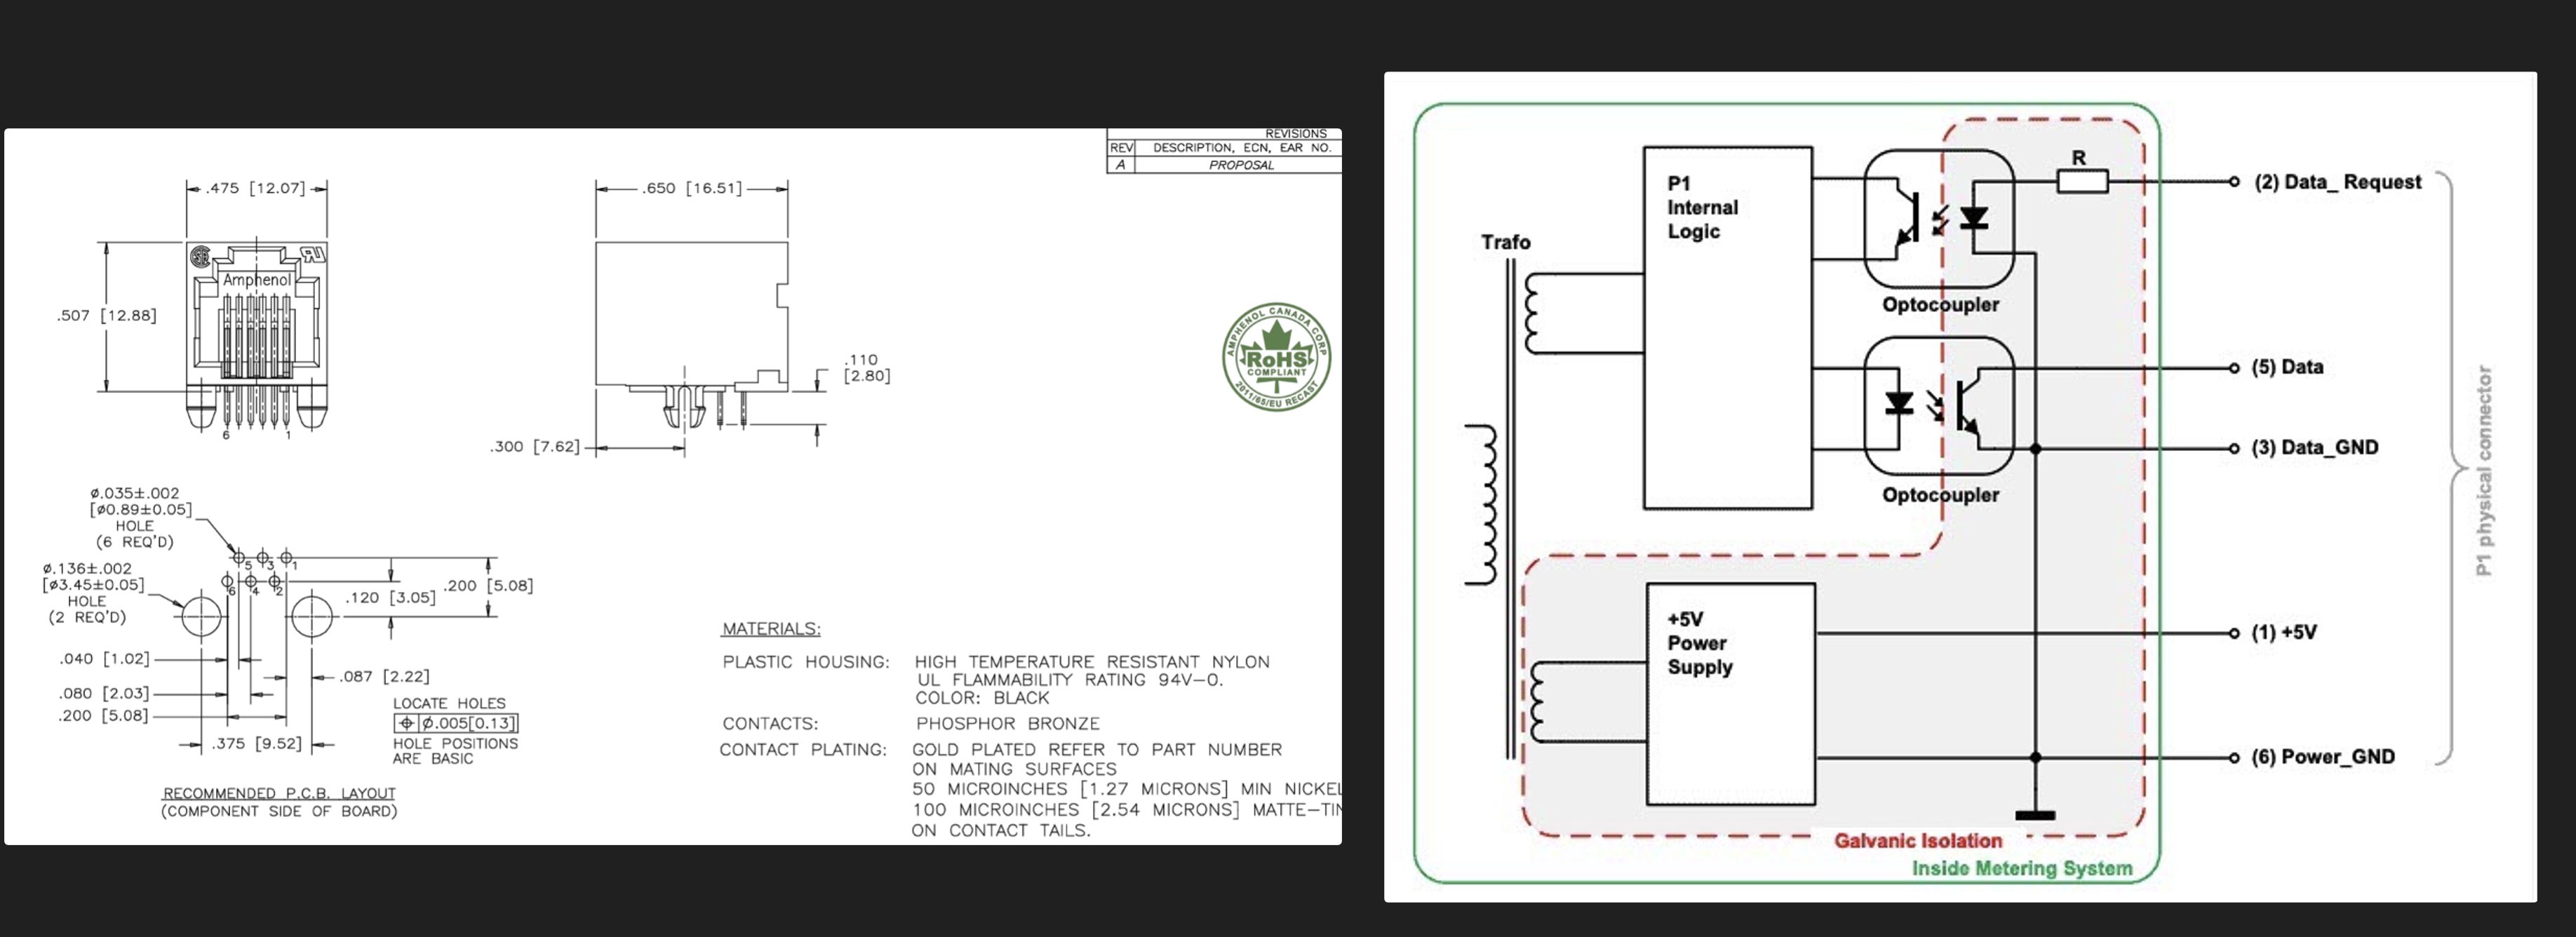 REVISIONS
REV DESCRIPTION, ECN, EAR NO.
A PROPOSAL
.475 [12.07]
.650 [16.51]
Amphenol
.507 [12.88]
6 1
.110
[2.80]
.300 [7.62]
AMPHENOL CANADA CORP
RoHS
COMPLIANT
2011/65/EU RECAST
ø.035±.002
[ø0.89±0.05]
HOLE
(6 REQ'D)
5 3 1
6 4 2
ø.136±.002
[ø3.45±0.05]
HOLE
(2 REQ'D)
.120 [3.05]
.200 [5.08]
.040 [1.02]
.087 [2.22]
.080 [2.03]
.200 [5.08]
.375 [9.52]
LOCATE HOLES
⌖ ø.005[0.13]
HOLE POSITIONS
ARE BASIC
RECOMMENDED P.C.B. LAYOUT
(COMPONENT SIDE OF BOARD)
MATERIALS:
PLASTIC HOUSING: HIGH TEMPERATURE RESISTANT NYLON
UL FLAMMABILITY RATING 94V-0.
COLOR: BLACK
CONTACTS: PHOSPHOR BRONZE
CONTACT PLATING: GOLD PLATED REFER TO PART NUMBER
ON MATING SURFACES
50 MICROINCHES [1.27 MICRONS] MIN NICKEL
100 MICROINCHES [2.54 MICRONS] MATTE-TIN
ON CONTACT TAILS.
Trafo
P1
Internal
Logic
R
Optocoupler
Optocoupler
(2) Data_ Request
(5) Data
(3) Data_GND
+5V
Power
Supply
(1) +5V
(6) Power_GND
P1 physical connector
Galvanic Isolation
Inside Metering System